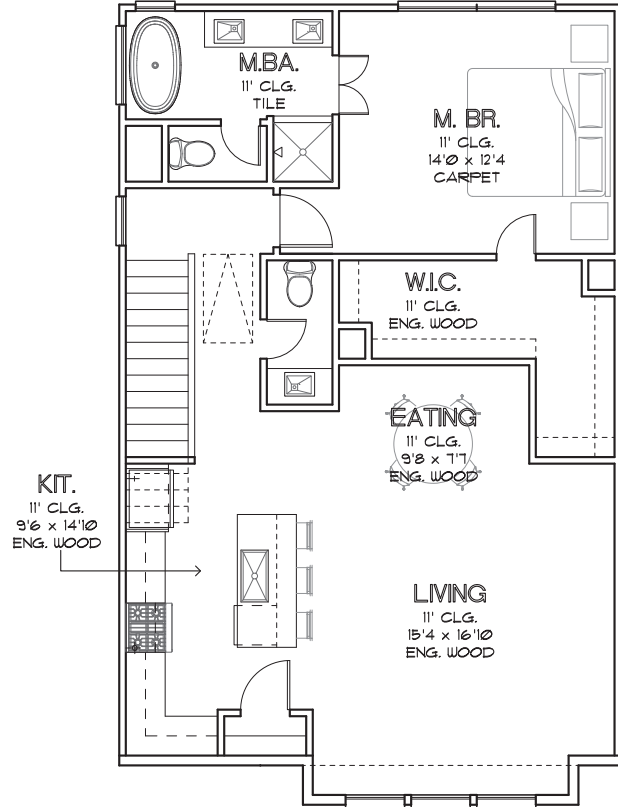 M.BA.
11' CLG.
TILE
M. BR.
11' CLG.
14'0 x 12'4
CARPET
W.I.C.
11' CLG.
ENG. WOOD
EATING
11' CLG.
9'8 x 7'7
ENG. WOOD
KIT.
11' CLG.
9'6 x 14'10
ENG. WOOD
LIVING
11' CLG.
15'4 x 16'10
ENG. WOOD